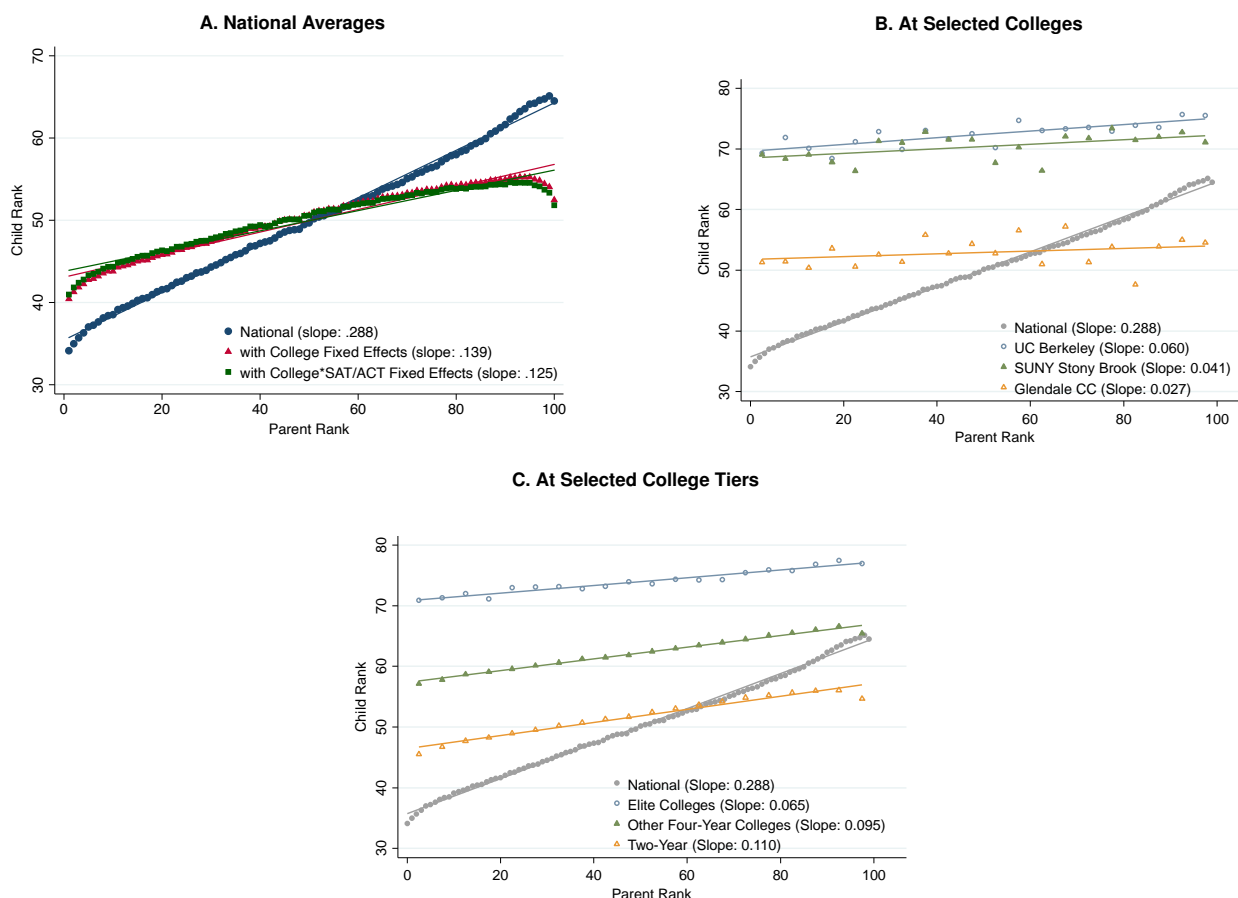 A. National Averages
Child Rank
70
60
50
40
30
National (slope: .288)
with College Fixed Effects (slope: .139)
with College*SAT/ACT Fixed Effects (slope: .125)
0 20 40 60 80 100
Parent Rank
B. At Selected Colleges
Child Rank
80
70
60
50
40
30
National (Slope: 0.288)
UC Berkeley (Slope: 0.060)
SUNY Stony Brook (Slope: 0.041)
Glendale CC (Slope: 0.027)
0 20 40 60 80 100
Parent Rank
C. At Selected College Tiers
Child Rank
80
70
60
50
40
30
National (Slope: 0.288)
Elite Colleges (Slope: 0.065)
Other Four-Year Colleges (Slope: 0.095)
Two-Year (Slope: 0.110)
0 20 40 60 80 100
Parent Rank